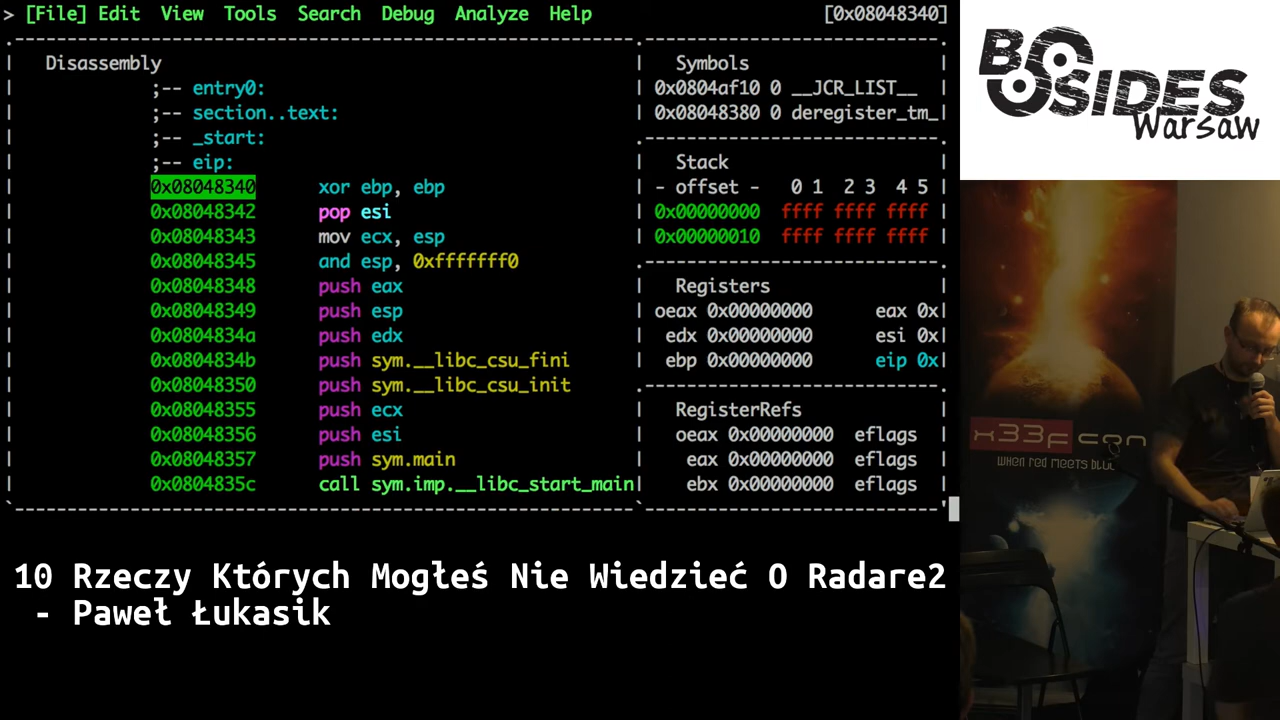 > [File] Edit View Tools Search Debug Analyze Help [0x08048340]
Disassembly
;-- entry0:
;-- section..text:
;-- _start:
;-- eip:
0x08048340 xor ebp, ebp
0x08048342 pop esi
0x08048343 mov ecx, esp
0x08048345 and esp, 0xfffffff0
0x08048348 push eax
0x08048349 push esp
0x0804834a push edx
0x0804834b push sym.__libc_csu_fini
0x08048350 push sym.__libc_csu_init
0x08048355 push ecx
0x08048356 push esi
0x08048357 push sym.main
0x0804835c call sym.imp.__libc_start_main
Symbols
0x0804af10 0 __JCR_LIST__
0x08048380 0 deregister_tm_
Stack
- offset - 0 1 2 3 4 5
0x00000000 ffff ffff ffff
0x00000010 ffff ffff ffff
Registers
oeax 0x00000000 eax 0x
edx 0x00000000 esi 0x
ebp 0x00000000 eip 0x
RegisterRefs
oeax 0x00000000 eflags
eax 0x00000000 eflags
ebx 0x00000000 eflags
BSIDES
Warsaw
x33fcon
when red meets blue
10 Rzeczy Których Mogłeś Nie Wiedzieć O Radare2
- Paweł Łukasik